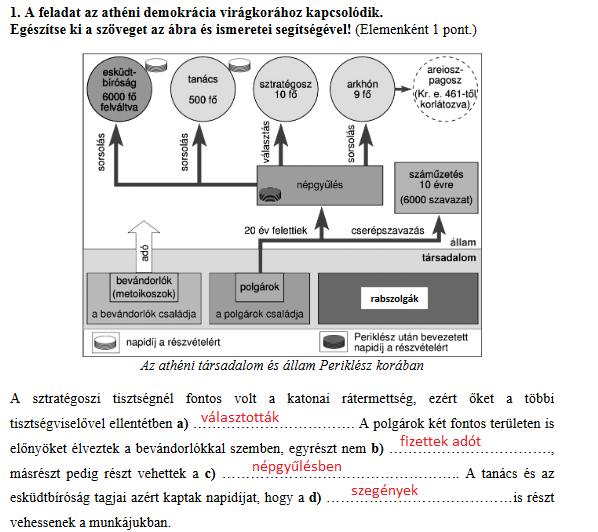 1. A feladat az athéni demokrácia virágkorához kapcsolódik.
Egészítse ki a szöveget az ábra és ismeretei segítségével! (Elemenként 1 pont.)
esküdt-
bíróság
6000 fő
felváltva
tanács
500 fő
sztratégosz
10 fő
arkhón
9 fő
areiosz-
pagosz
(Kr. e. 461-től
korlátozva)
sorsolás
sorsolás
választás
sorsolás
népgyűlés
száműzetés
10 évre
(6000 szavazat)
20 év felettiek
cserépszavazás
adó
állam
társadalom
bevándorlók
(metoikoszok)
a bevándorlók családja
polgárok
a polgárok családja
rabszolgák
napidíj a részvételért
Periklész után bevezetett
napidíj a részvételért
Az athéni társadalom és állam Periklész korában
A sztratégoszi tisztségnél fontos volt a katonai rátermettség, ezért őket a többi
tisztségviselővel ellentétben a) választották. A polgárok két fontos területen is
előnyöket élveztek a bevándorlókkal szemben, egyrészt nem b) fizettek adót,
másrészt pedig részt vehettek a c) népgyűlésben. A tanács és az
esküdtbíróság tagjai azért kaptak napidíjat, hogy a d) szegények is részt
vehessenek a munkájukban.